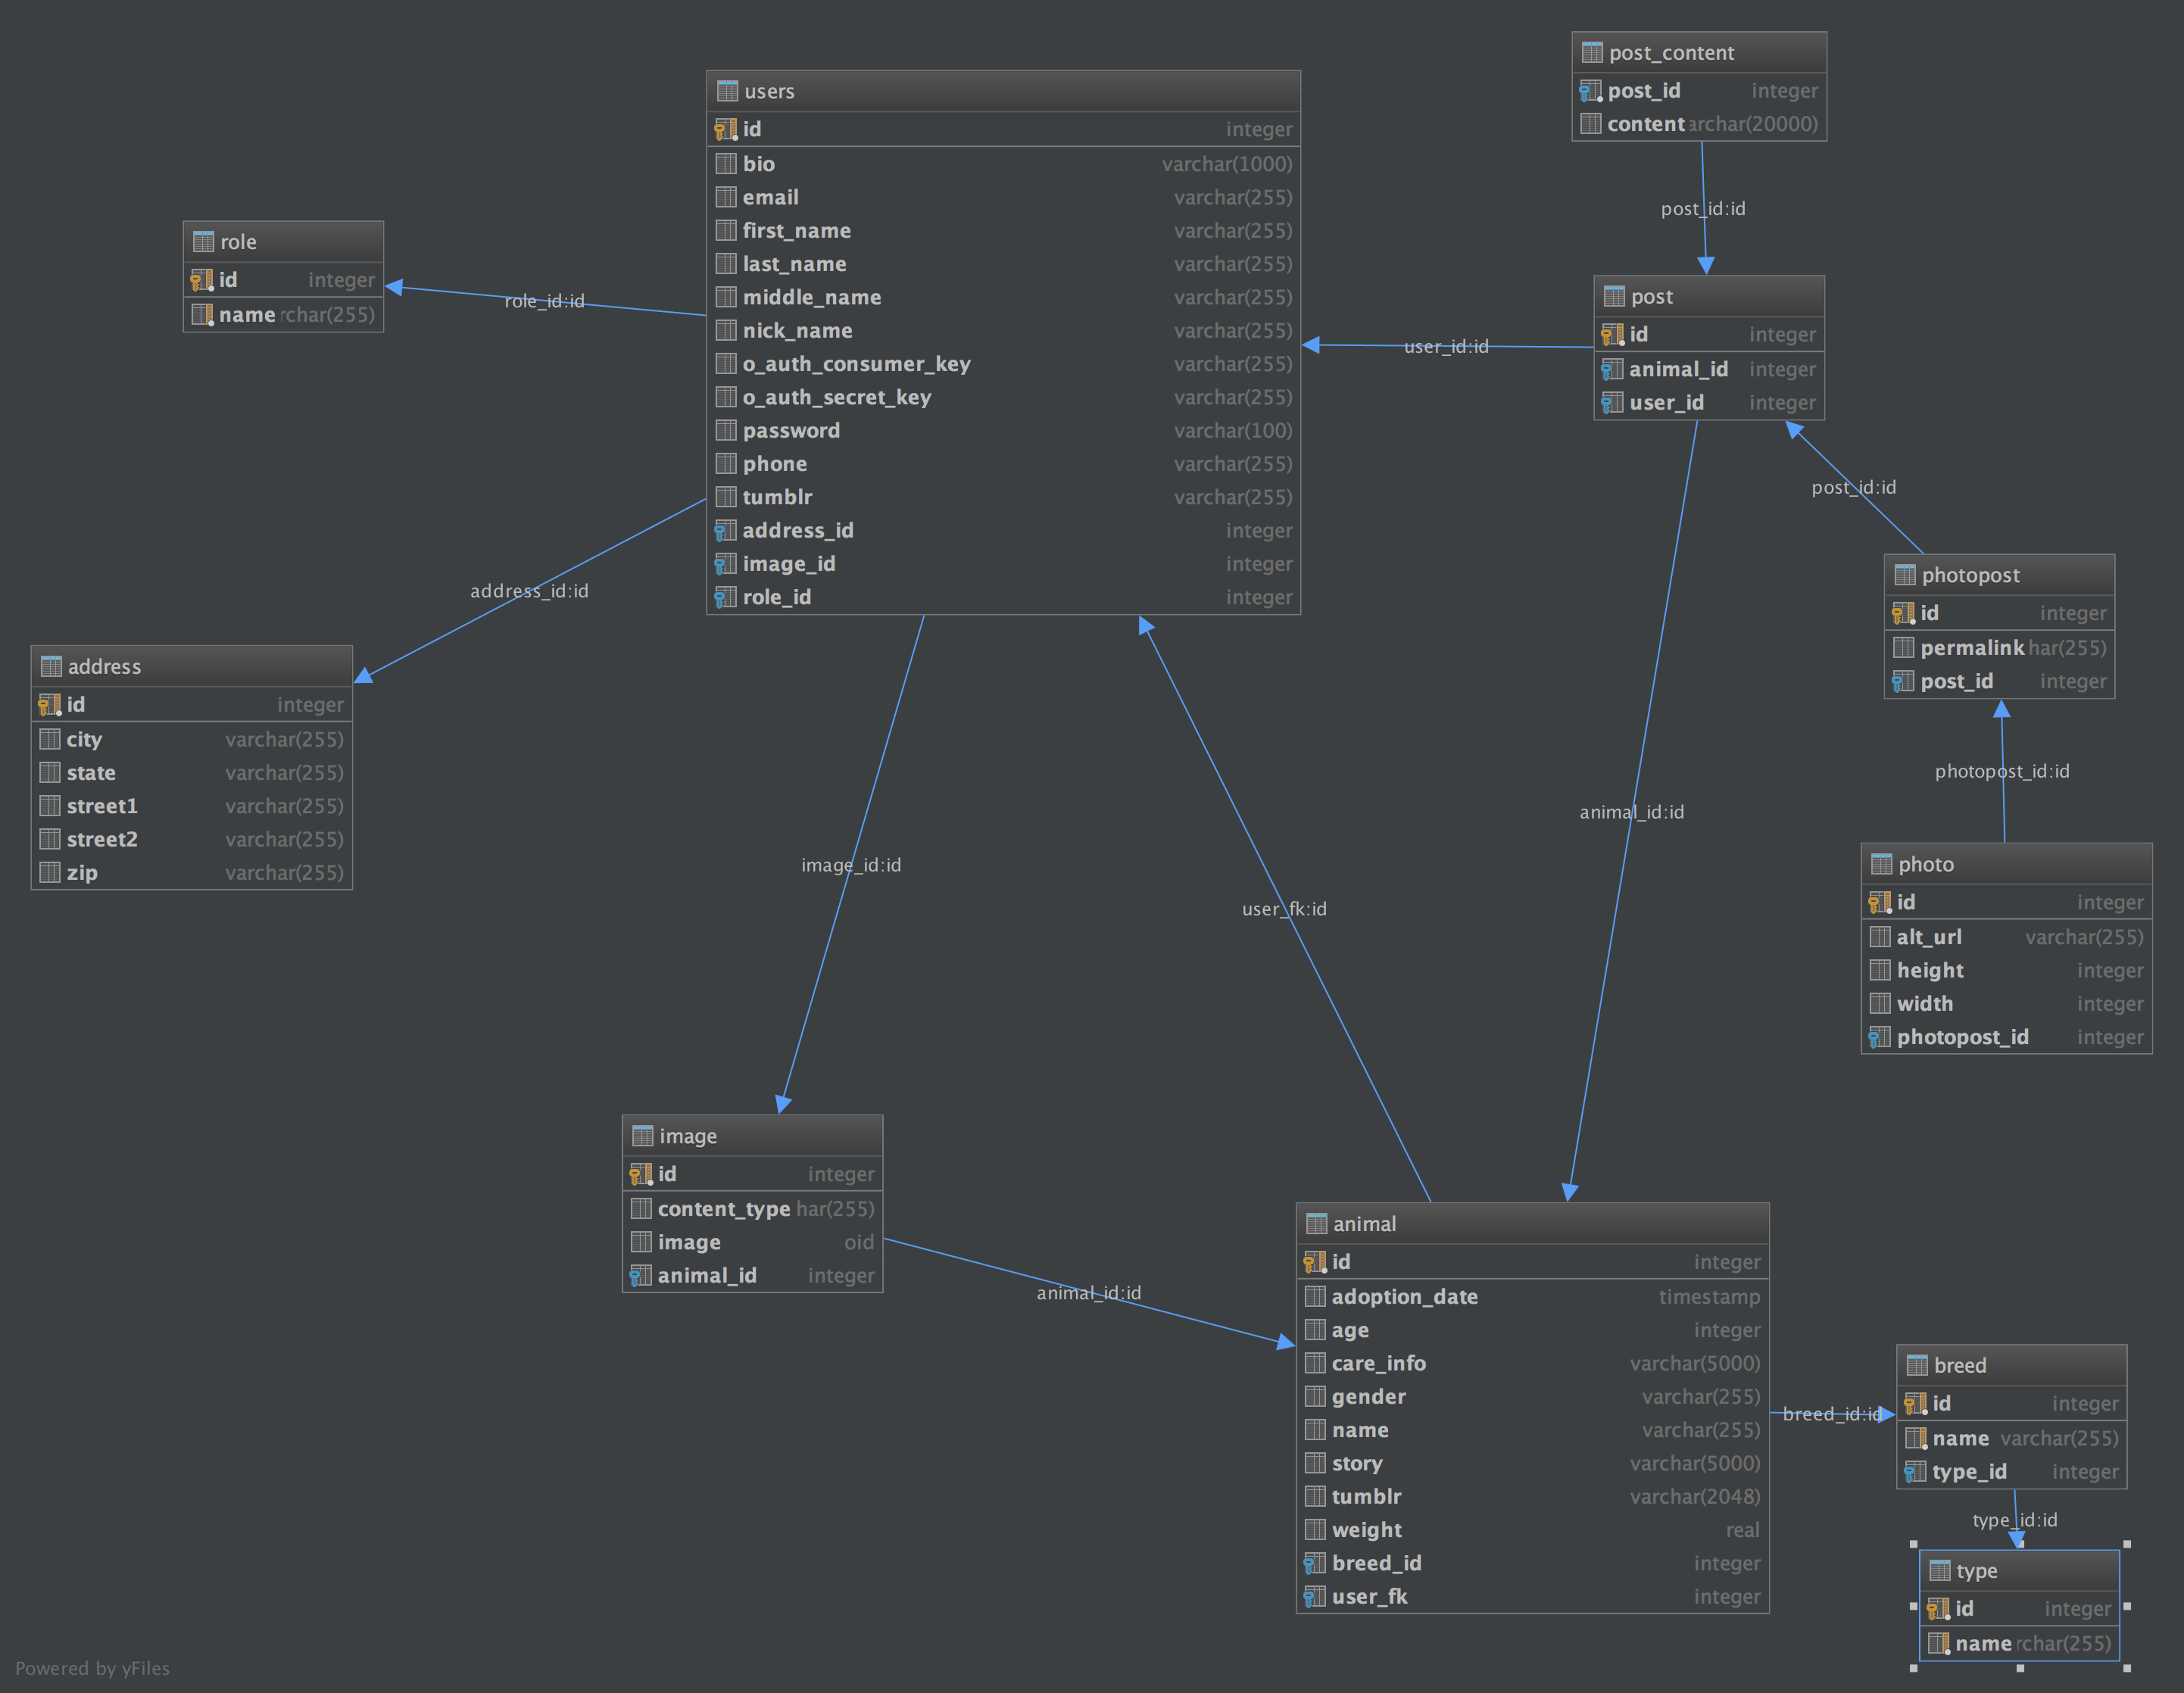 post_content
post_id integer
content archar(20000)
users
id integer
bio varchar(1000)
email varchar(255)
first_name varchar(255)
last_name varchar(255)
middle_name varchar(255)
nick_name varchar(255)
o_auth_consumer_key varchar(255)
o_auth_secret_key varchar(255)
password varchar(100)
phone varchar(255)
tumblr varchar(255)
address_id integer
image_id integer
role_id integer
post_id:id
role
id integer
name rchar(255)
role_id:id
post
id integer
animal_id integer
user_id integer
user_id:id
post_id:id
photopost
id integer
permalink har(255)
post_id integer
address_id:id
address
id integer
city varchar(255)
state varchar(255)
street1 varchar(255)
street2 varchar(255)
zip varchar(255)
photopost_id:id
animal_id:id
photo
id integer
alt_url varchar(255)
height integer
width integer
photopost_id integer
image_id:id
user_fk:id
image
id integer
content_type har(255)
image oid
animal_id integer
animal_id:id
animal
id integer
adoption_date timestamp
age integer
care_info varchar(5000)
gender varchar(255)
name varchar(255)
story varchar(5000)
tumblr varchar(2048)
weight real
breed_id integer
user_fk integer
breed_id:id
breed
id integer
name varchar(255)
type_id integer
type_id:id
type
id integer
name rchar(255)
Powered by yFiles